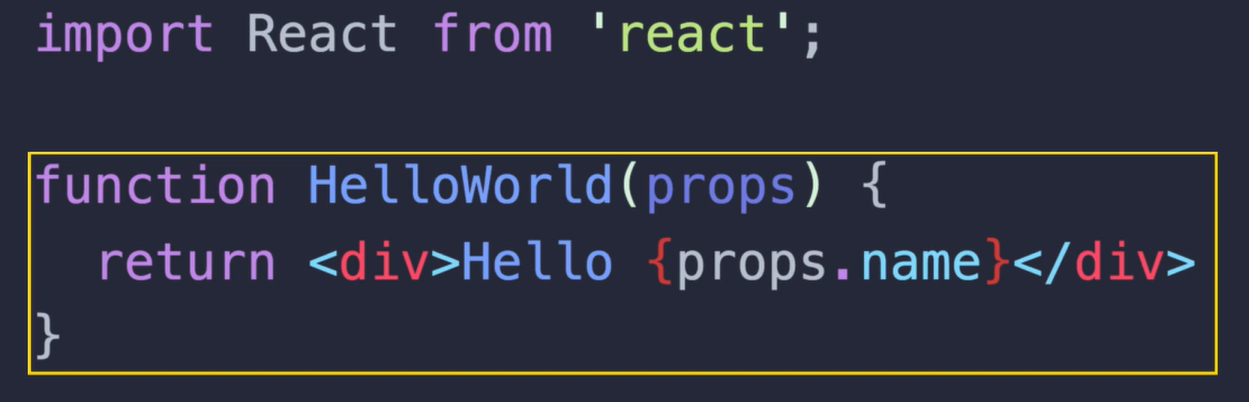 import React from 'react';
function HelloWorld(props) {
  return <div>Hello {props.name}</div>
}